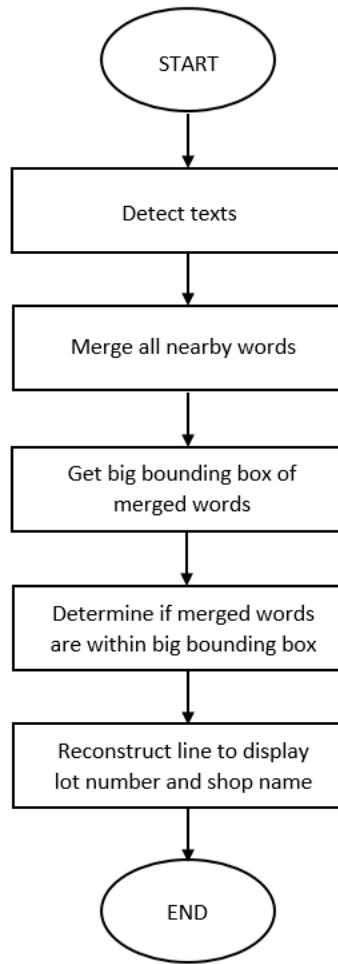 START
Detect texts
Merge all nearby words
Get big bounding box of
merged words
Determine if merged words
are within big bounding box
Reconstruct line to display
lot number and shop name
END